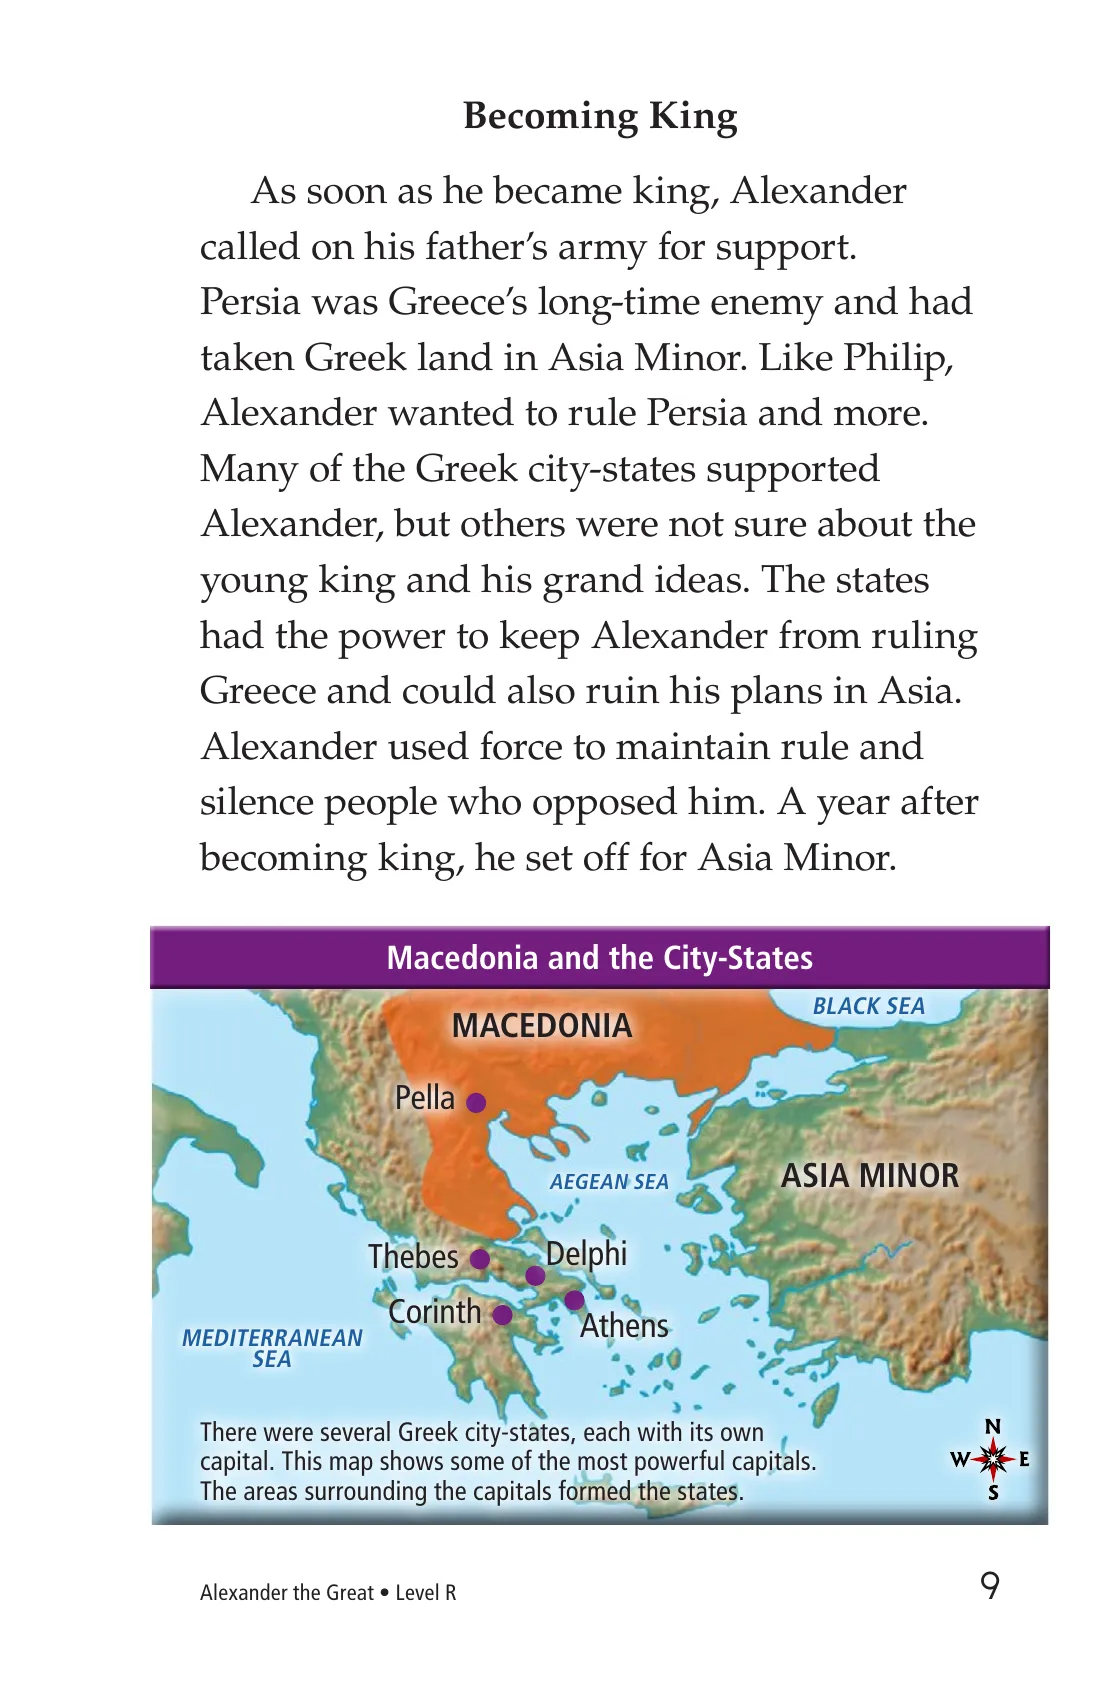 Becoming King
As soon as he became king, Alexander
called on his father’s army for support.
Persia was Greece’s long-time enemy and had
taken Greek land in Asia Minor. Like Philip,
Alexander wanted to rule Persia and more.
Many of the Greek city-states supported
Alexander, but others were not sure about the
young king and his grand ideas. The states
had the power to keep Alexander from ruling
Greece and could also ruin his plans in Asia.
Alexander used force to maintain rule and
silence people who opposed him. A year after
becoming king, he set off for Asia Minor.
Macedonia and the City-States
BLACK SEA
MACEDONIA
Pella
ASIA MINOR
AEGEAN SEA
Thebes
Delphi
Corinth
Athens
MEDITERRANEAN
SEA
There were several Greek city-states, each with its own
capital. This map shows some of the most powerful capitals.
The areas surrounding the capitals formed the states.
N
W E
S
Alexander the Great • Level R
9